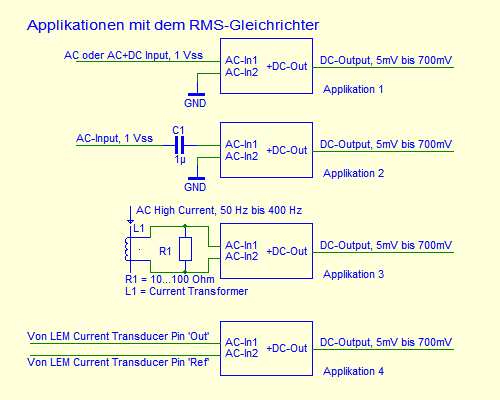 Applikationen mit dem RMS-Gleichrichter
AC oder AC+DC Input, 1 Vss
AC-In1
AC-In2
+DC-Out
DC-Output, 5mV bis 700mV
GND
Applikation 1
AC-Input, 1 Vss
C1
1µ
AC-In1
AC-In2
+DC-Out
DC-Output, 5mV bis 700mV
GND
Applikation 2
AC High Current, 50 Hz bis 400 Hz
L1
R1
AC-In1
AC-In2
+DC-Out
DC-Output, 5mV bis 700mV
R1 = 10...100 Ohm
L1 = Current Transformer
Applikation 3
Von LEM Current Transducer Pin 'Out'
Von LEM Current Transducer Pin 'Ref'
AC-In1
AC-In2
+DC-Out
DC-Output, 5mV bis 700mV
Applikation 4